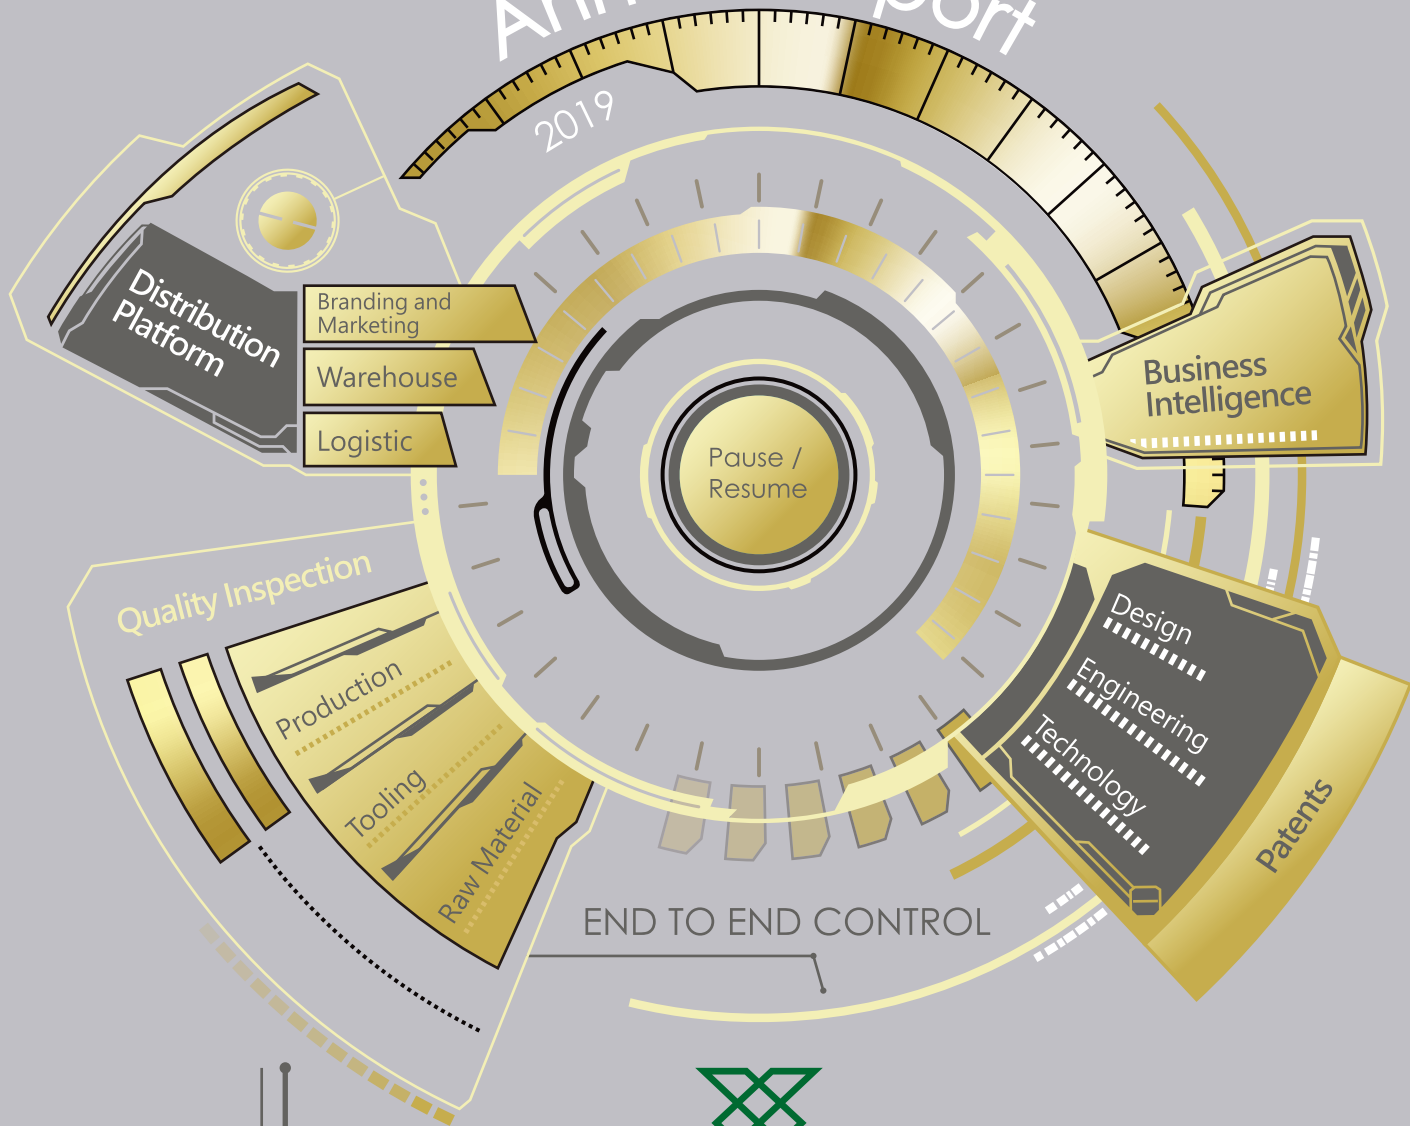 2019
Distribution
Platform
Branding and
Marketing
Warehouse
Logistic
Business
Intelligence
Pause /
Resume
Quality Inspection
Production
Tooling
Raw Material
Design
Engineering
Technology
Patents
END TO END CONTROL